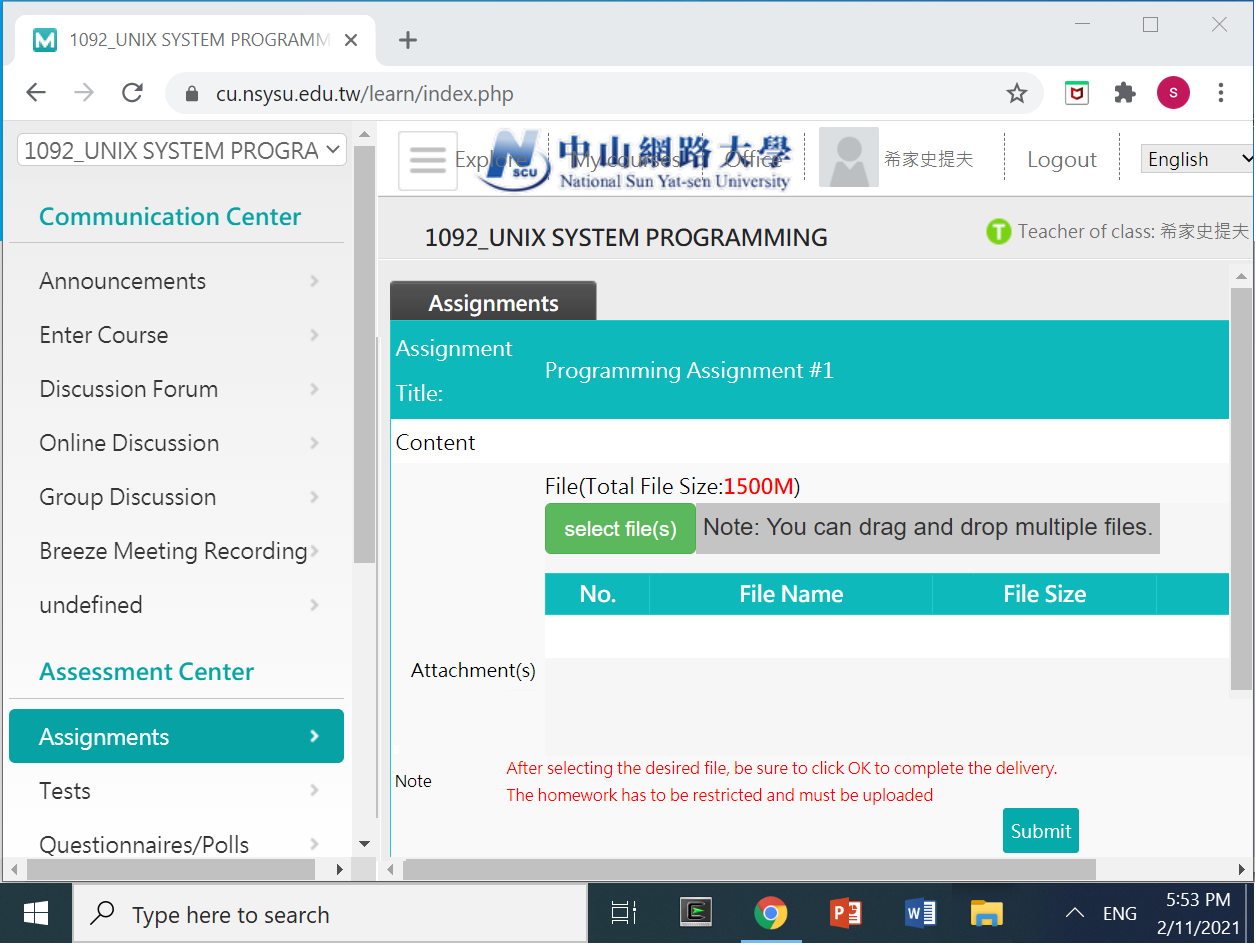 1092_UNIX SYSTEM PROGRAMM
cu.nsysu.edu.tw/learn/index.php
S
1092_UNIX SYSTEM PROGRA
Communication Center
Announcements
Enter Course
Discussion Forum
Online Discussion
Group Discussion
Breeze Meeting Recording
undefined
Assessment Center
Assignments
Tests
Questionnaires/Polls
Explore My courses Office
NSCU
中山網路大學
National Sun Yat-sen University
希家史提夫
Logout
English
1092_UNIX SYSTEM PROGRAMMING
T Teacher of class: 希家史提夫
Assignments
Assignment Title:
Programming Assignment #1
Content
File(Total File Size:1500M)
select file(s)
Note: You can drag and drop multiple files.
No. File Name File Size
Attachment(s)
Note
After selecting the desired file, be sure to click OK to complete the delivery.
The homework has to be restricted and must be uploaded
Submit
Type here to search
ENG
5:53 PM
2/11/2021